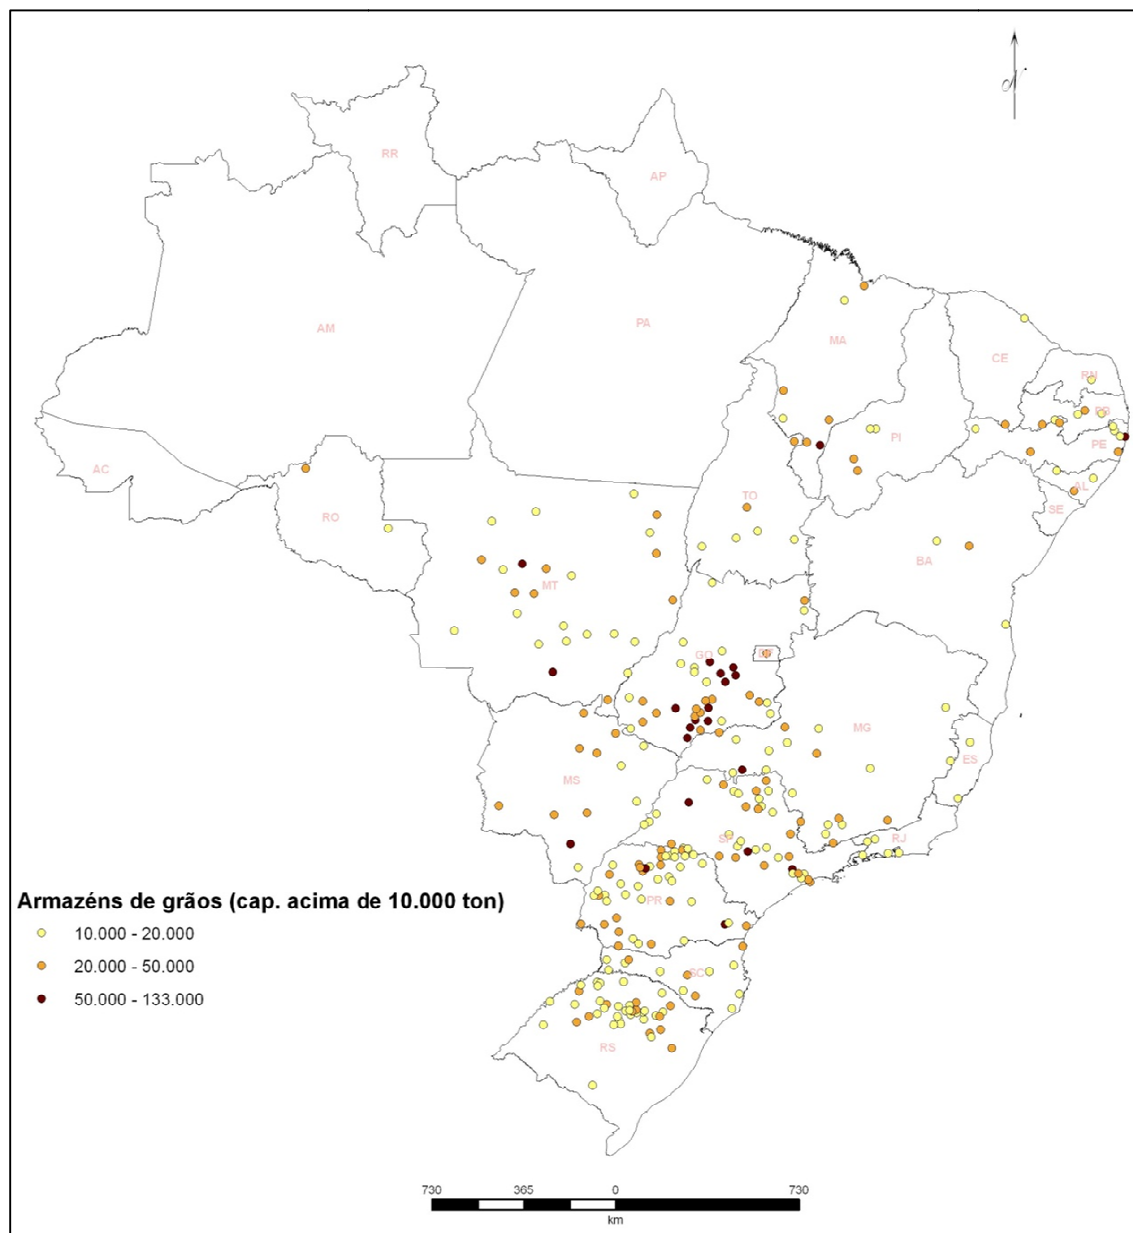 RR
AP
AM
PA
MA
CE
RN
PB
PI
PE
AC
TO
AL
SE
RO
BA
MT
GO
DF
MG
ES
MS
SP
RJ
Armazéns de grãos (cap. acima de 10.000 ton)
10.000 - 20.000
20.000 - 50.000
50.000 - 133.000
PR
SC
RS
730 365 0 730
km